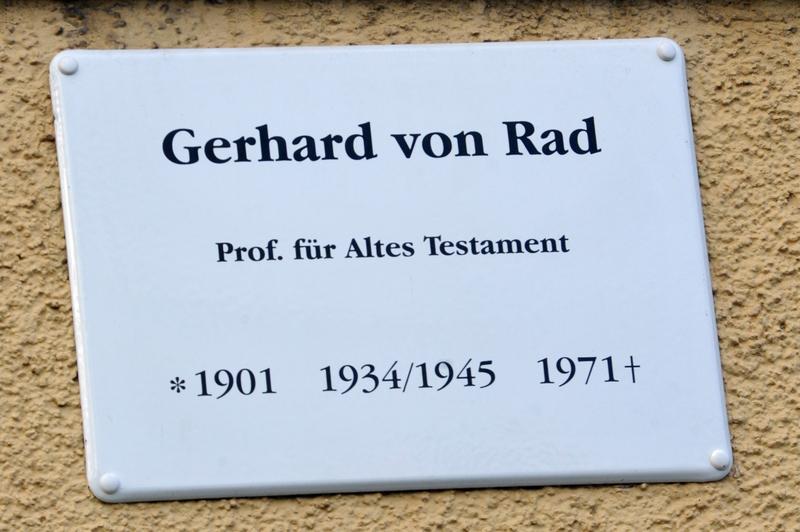 Gerhard von Rad
Prof. für Altes Testament
*1901 1934/1945 1971†